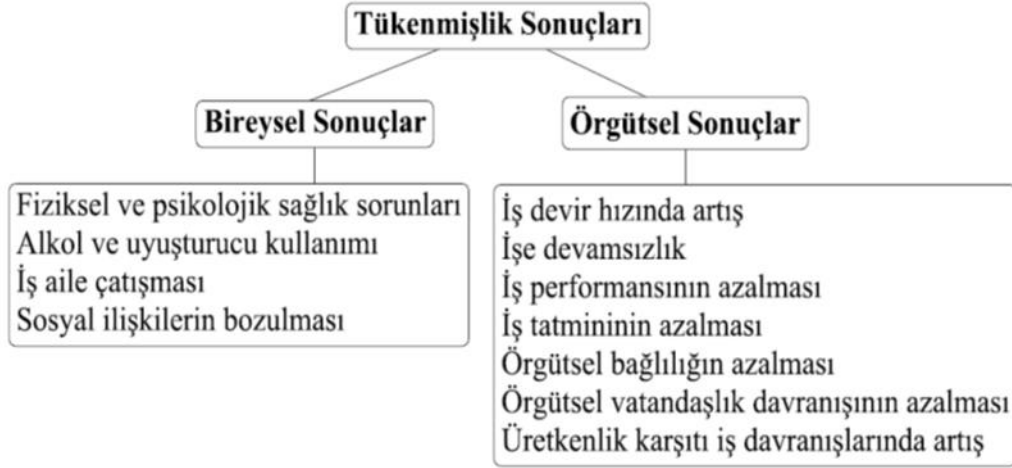 Tükenmişlik Sonuçları
Bireysel Sonuçlar
Fiziksel ve psikolojik sağlık sorunları
Alkol ve uyuşturucu kullanımı
İş aile çatışması
Sosyal ilişkilerin bozulması
Örgütsel Sonuçlar
İş devir hızında artış
İşe devamsızlık
İş performansının azalması
İş tatmininin azalması
Örgütsel bağlılığın azalması
Örgütsel vatandaşlık davranışının azalması
Üretkenlik karşıtı iş davranışlarında artış